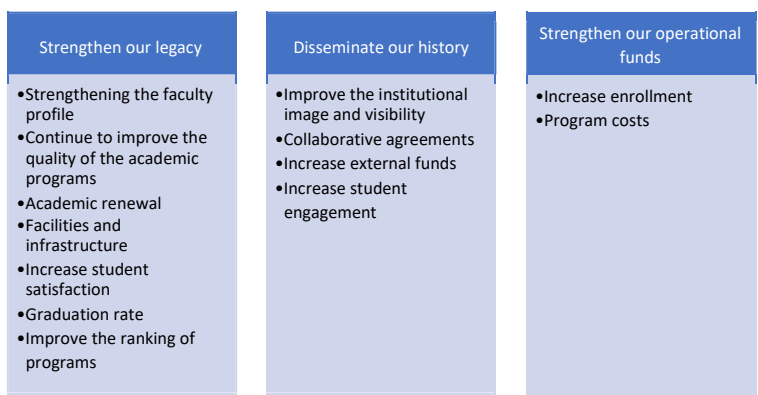 Strengthen our legacy
•Strengthening the faculty
profile
•Continue to improve the
quality of the academic
programs
•Academic renewal
•Facilities and
infrastructure
•Increase student
satisfaction
•Graduation rate
•Improve the ranking of
programs
Disseminate our history
•Improve the institutional
image and visibility
•Collaborative agreements
•Increase external funds
•Increase student
engagement
Strengthen our operational
funds
•Increase enrollment
•Program costs